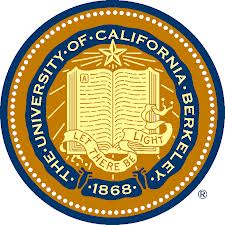 ·THE·UNIVERSITY·OF·CALIFORNIA·BERKELEY·
·1868·
A
LET THERE BE
LIGHT
®